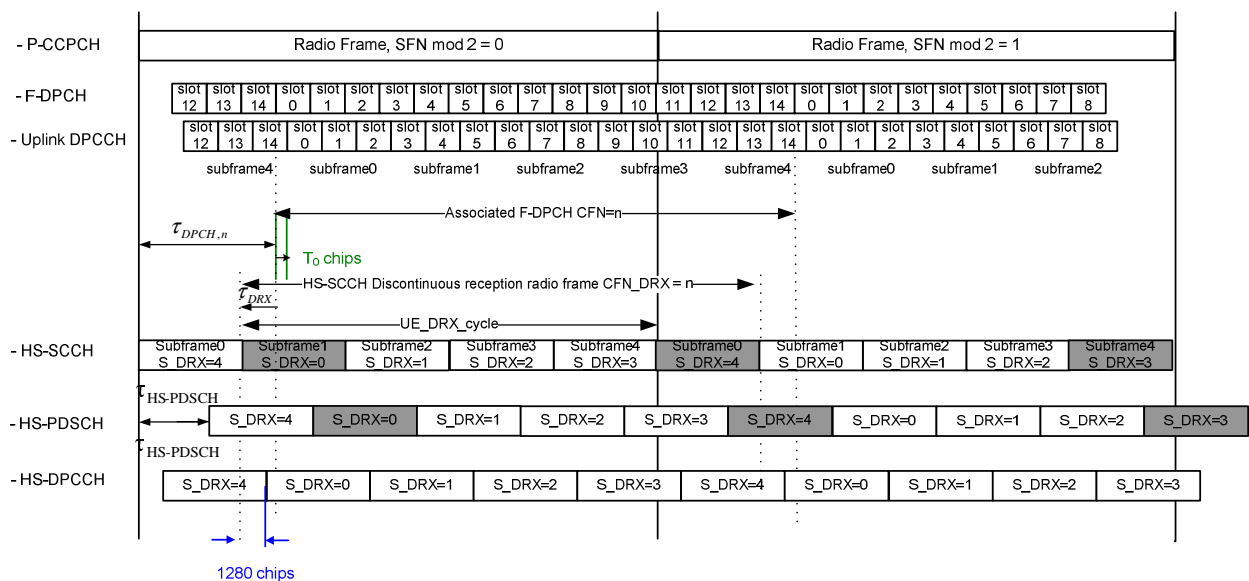 - P-CCPCH
Radio Frame, SFN mod 2 = 0
Radio Frame, SFN mod 2 = 1
- F-DPCH
slot slot slot slot slot slot slot slot slot slot slot slot slot slot slot slot slot slot slot slot slot slot slot slot slot slot slot
12 13 14 0 1 2 3 4 5 6 7 8 9 10 11 12 13 14 0 1 2 3 4 5 6 7 8
- Uplink DPCCH
slot slot slot slot slot slot slot slot slot slot slot slot slot slot slot slot slot slot slot slot slot slot slot slot slot slot slot
12 13 14 0 1 2 3 4 5 6 7 8 9 10 11 12 13 14 0 1 2 3 4 5 6 7 8
subframe4 subframe0 subframe1 subframe2 subframe3 subframe4 subframe0 subframe1 subframe2
Associated F-DPCH CFN=n
τDPCH,n
T0 chips
HS-SCCH Discontinuous reception radio frame CFN_DRX = n
τDRX
UE_DRX_cycle
- HS-SCCH
Subframe0 Subframe1 Subframe2 Subframe3 Subframe4 Subframe0 Subframe1 Subframe2 Subframe3 Subframe4
S_DRX=4 S_DRX=0 S_DRX=1 S_DRX=2 S_DRX=3 S_DRX=4 S_DRX=0 S_DRX=1 S_DRX=2 S_DRX=3
τHS-PDSCH
- HS-PDSCH
S_DRX=4 S_DRX=0 S_DRX=1 S_DRX=2 S_DRX=3 S_DRX=4 S_DRX=0 S_DRX=1 S_DRX=2 S_DRX=3
τHS-PDSCH
- HS-DPCCH
S_DRX=4 S_DRX=0 S_DRX=1 S_DRX=2 S_DRX=3 S_DRX=4 S_DRX=0 S_DRX=1 S_DRX=2 S_DRX=3
1280 chips